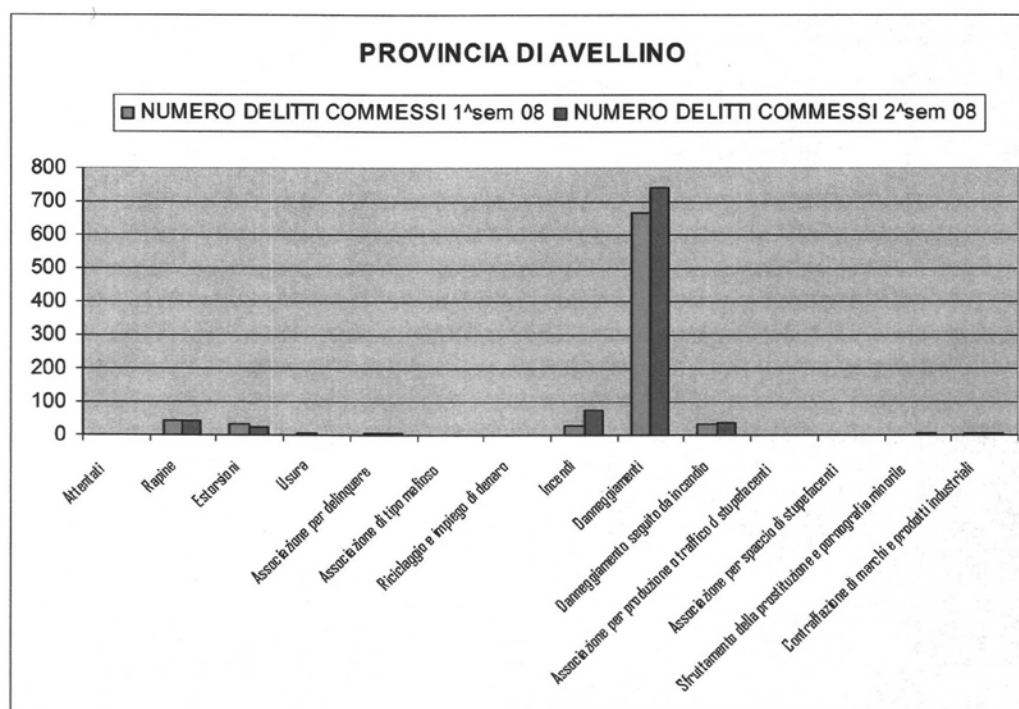 PROVINCIA DI AVELLINO
NUMERO DELITTI COMMESSI 1^sem 08 NUMERO DELITTI COMMESSI 2^sem 08
800
700
600
500
400
300
200
100
0
Attentati
Rapine
Estorsioni
Usura
Associazione per delinquere
Associazione di tipo mafioso
Riciclaggio e impiego di denaro
Incendi
Danneggiamenti
Danneggiamento seguito da incendio
Associazione per produzione o traffico di stupefacenti
Associazione per spaccio di stupefacenti
Sfruttamento della prostituzione e pornografia minorile
Contraffazione di marchi e prodotti industriali